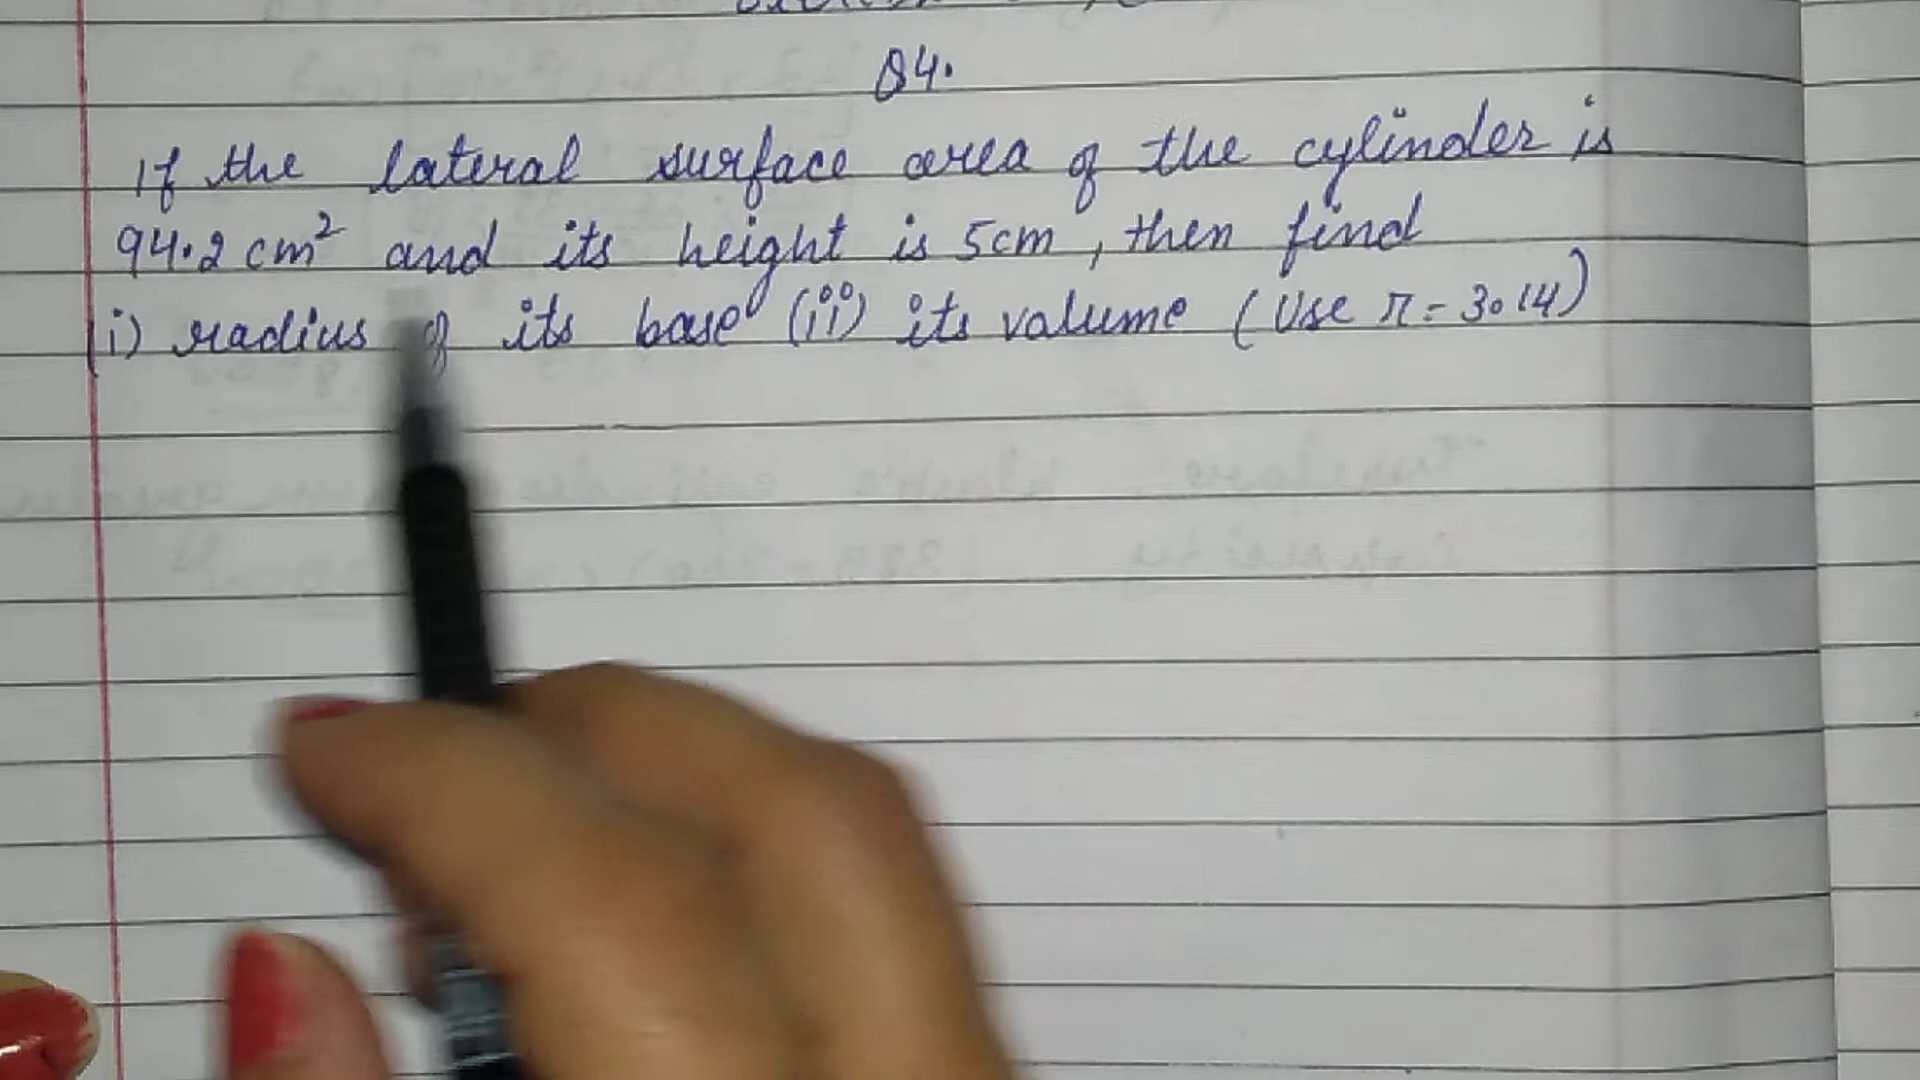 Q4.
If the lateral surface area of the cylinder is
94.2 cm² and its height is 5cm, then find
(i) radius of its base (ii) its valume (Use π = 3.14)